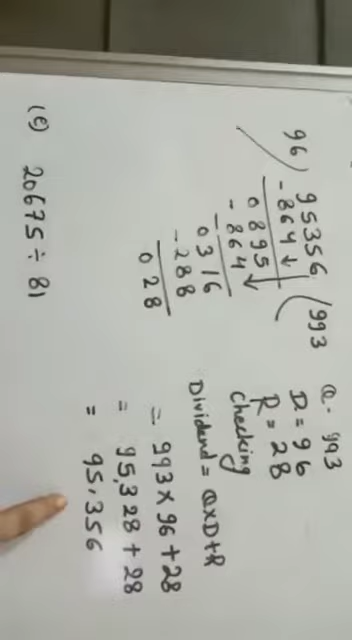 96) 95356 (993
- 864↓
0895↓
- 864
0316
- 288
028
Q - 993
D = 96
R = 28
Checking
Dividend = Q×D+R
= 993 × 96 + 28
= 95,328 + 28
= 95,356
(e) 20675 ÷ 81